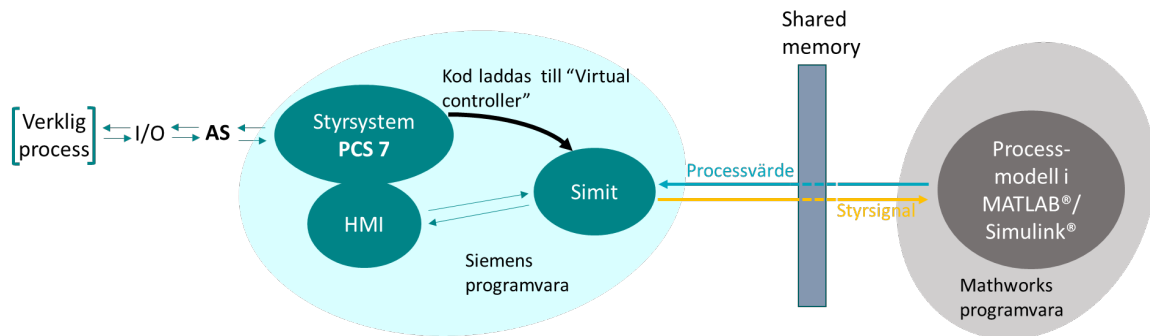 Shared
memory
Kod laddas till “Virtual
controller”
Verklig
process
I/O
AS
Styrsystem
PCS 7
HMI
Simit
Processvärde
Styrsignal
Process-
modell i
MATLAB®/
Simulink®
Siemens
programvara
Mathworks
programvara